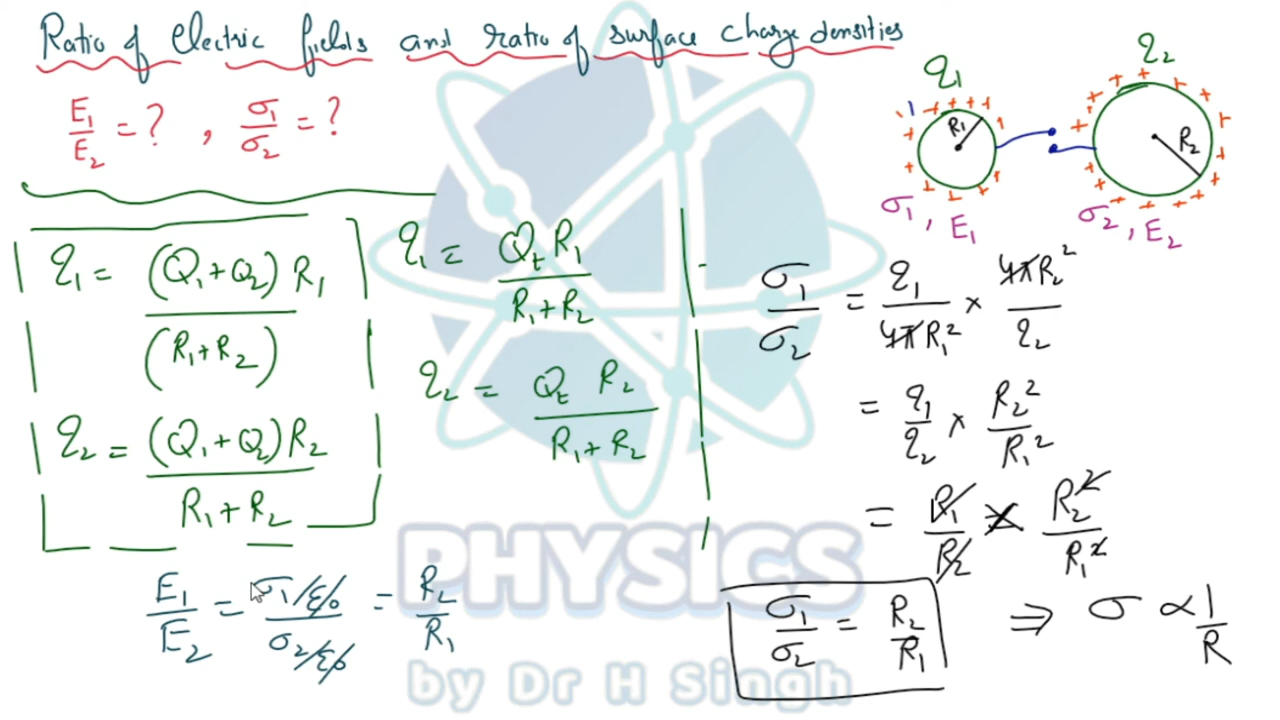 Ratio of electric fields and ratio of surface charge densities
E₁/E₂ = ? , σ₁/σ₂ = ?
q₁ q₂
R₁ R₂
σ₁, E₁ σ₂, E₂
q₁ = (Q₁+Q₂) R₁ / (R₁+R₂)
q₂ = (Q₁+Q₂) R₂ / R₁+R₂
q₁ = Qₜ R₁ / R₁+R₂
q₂ = Qₜ R₂ / R₁+R₂
σ₁/σ₂ = q₁/4πR₁² × 4πR₂²/q₂
= q₁/q₂ × R₂²/R₁²
= R₁/R₂ × R₂²/R₁²
σ₁/σ₂ = R₂/R₁ ⇒ σ ∝ 1/R
E₁/E₂ = σ₁/ε₀ / σ₂/ε₀ = R₂/R₁
PHYSICS
by Dr H Singh